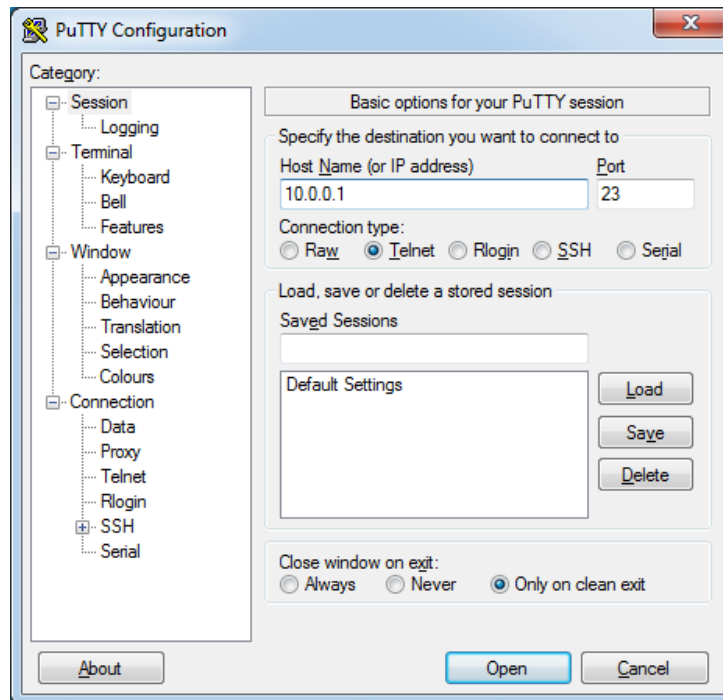 PuTTY Configuration
Category:
Session
Logging
Terminal
Keyboard
Bell
Features
Window
Appearance
Behaviour
Translation
Selection
Colours
Connection
Data
Proxy
Telnet
Rlogin
SSH
Serial
Basic options for your PuTTY session
Specify the destination you want to connect to
Host Name (or IP address) Port
10.0.0.1 23
Connection type:
Raw Telnet Rlogin SSH Serial
Load, save or delete a stored session
Saved Sessions
Default Settings
Load
Save
Delete
Close window on exit:
Always Never Only on clean exit
About Open Cancel